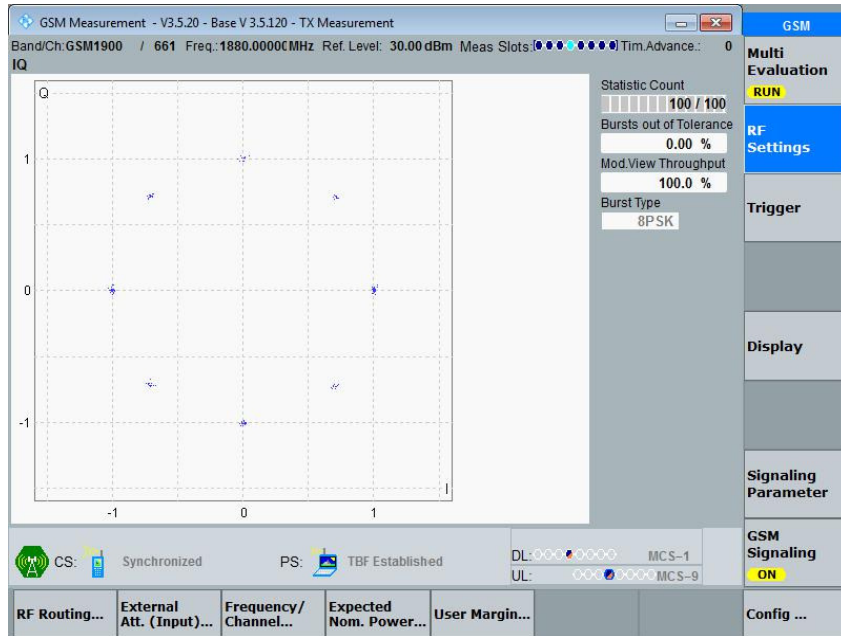 GSM Measurement - V3.5.20 - Base V 3.5.120 - TX Measurement
Band/Ch: GSM1900 / 661 Freq.: 1880.0000(MHz Ref. Level: 30.00 dBm Meas Slots: Tim.Advance.: 0
IQ
Q
1
0
-1
-1 0 1
I
Statistic Count
100 / 100
Bursts out of Tolerance
0.00 %
Mod.View Throughput
100.0 %
Burst Type
8PSK
CS: Synchronized PS: TBF Established
DL: MCS-1
UL: MCS-9
RF Routing...
External
Att. (Input)...
Frequency/
Channel...
Expected
Nom. Power...
User Margin...
GSM
Multi
Evaluation
RUN
RF
Settings
Trigger
Display
Signaling
Parameter
GSM
Signaling
ON
Config ...